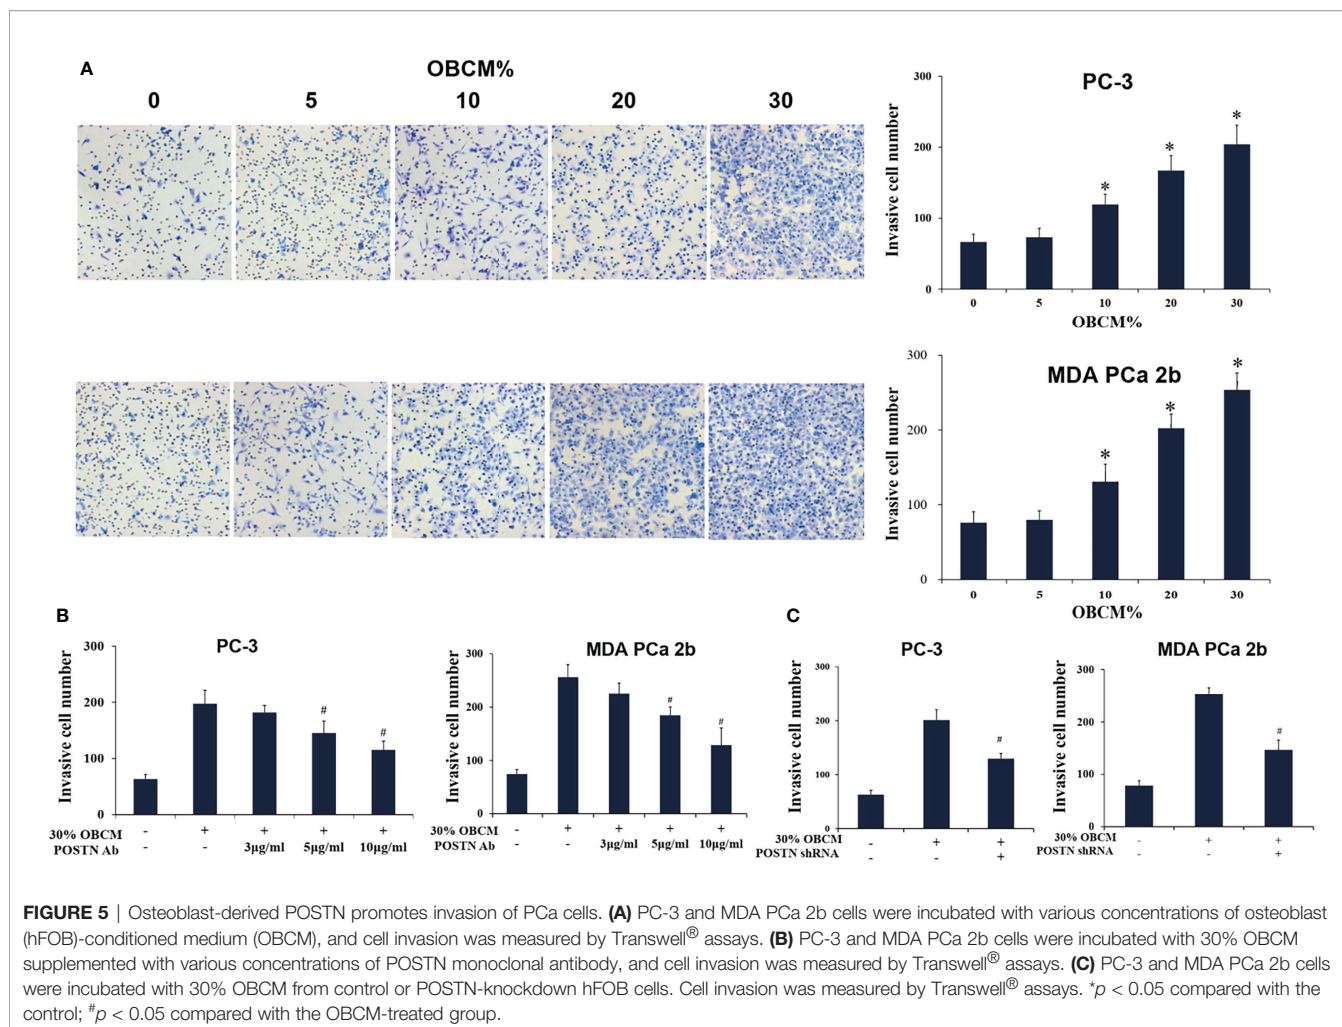 A
OBCM%
0 5 10 20 30
PC-3
Invasive cell number
300
200
100
0
* * *
0 5 10 20 30
OBCM%
MDA PCa 2b
Invasive cell number
300
200
100
0
* * *
0 5 10 20 30
OBCM%
B
PC-3
Invasive cell number
300
200
100
0
# #
30% OBCM - + + + +
POSTN Ab - - 3µg/ml 5µg/ml 10µg/ml
MDA PCa 2b
Invasive cell number
300
200
100
0
# #
30% OBCM - + + + +
POSTN Ab - - 3µg/ml 5µg/ml 10µg/ml
C
PC-3
Invasive cell number
300
200
100
0
#
30% OBCM - + +
POSTN shRNA - - +
MDA PCa 2b
Invasive cell number
300
200
100
0
#
30% OBCM - + +
POSTN shRNA - - +
FIGURE 5 | Osteoblast-derived POSTN promotes invasion of PCa cells. (A) PC-3 and MDA PCa 2b cells were incubated with various concentrations of osteoblast
(hFOB)-conditioned medium (OBCM), and cell invasion was measured by Transwell® assays. (B) PC-3 and MDA PCa 2b cells were incubated with 30% OBCM
supplemented with various concentrations of POSTN monoclonal antibody, and cell invasion was measured by Transwell® assays. (C) PC-3 and MDA PCa 2b cells
were incubated with 30% OBCM from control or POSTN-knockdown hFOB cells. Cell invasion was measured by Transwell® assays. *p < 0.05 compared with the
control; #p < 0.05 compared with the OBCM-treated group.